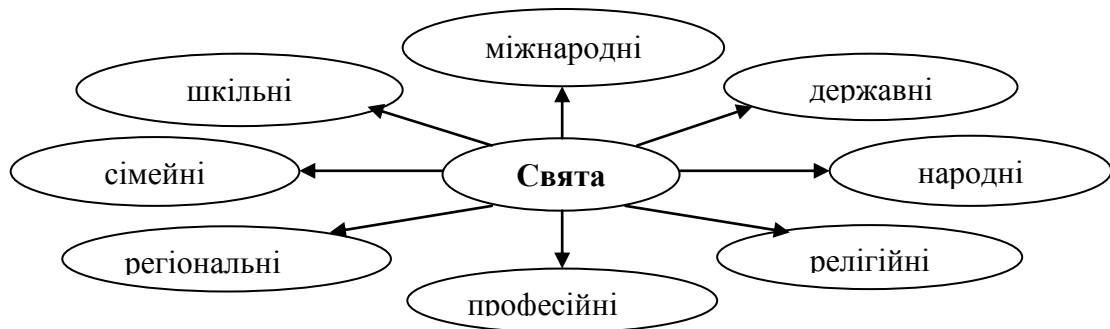 міжнародні
шкільні
державні
сімейні
Свята
народні
регіональні
релігійні
професійні